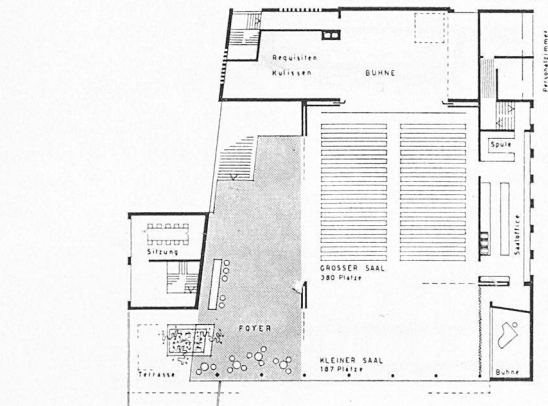 Requisiten
Kulissen
BÜHNE
Personalzimmer
Spüle
Saaloffice
Sitzung
GROSSER SAAL
380 Plätze
FOYER
KLEINER SAAL
187 Plätze
Terrasse
Bühne